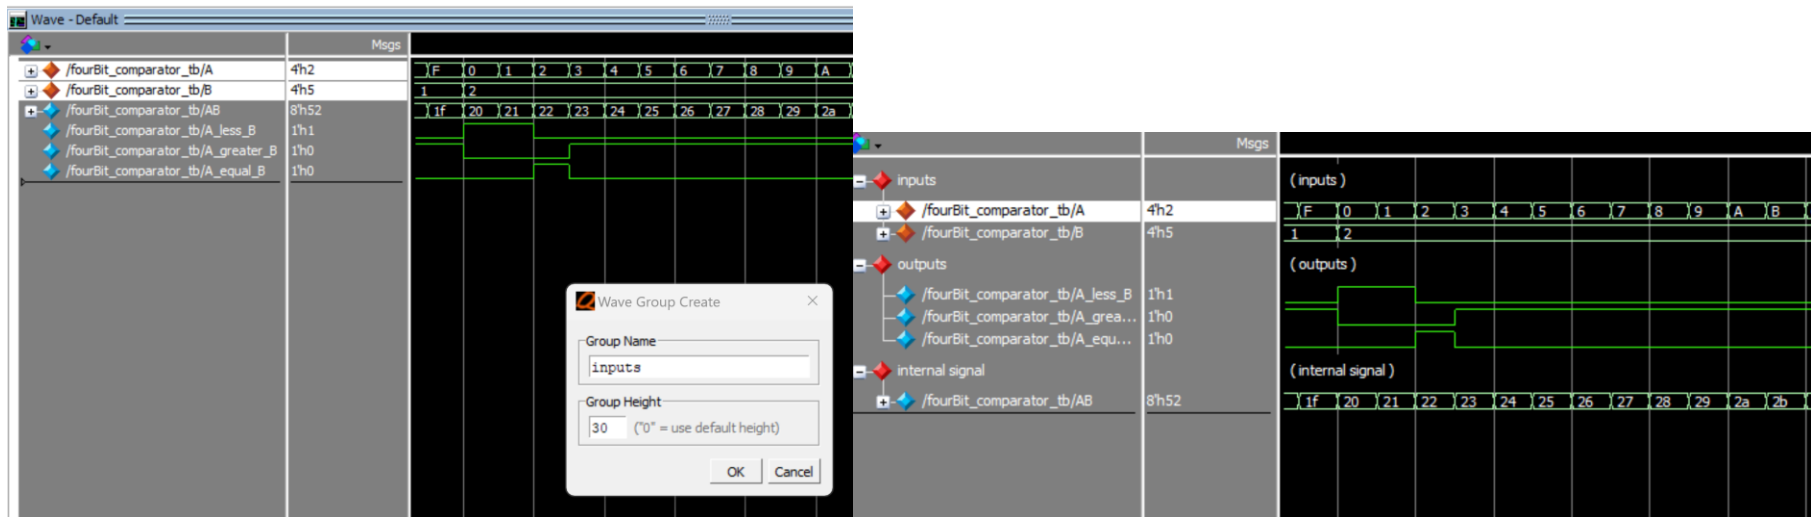 Wave - Default
Msgs
/fourBit_comparator_tb/A 4'h2 F 0 1 2 3 4 5 6 7 8 9 A
/fourBit_comparator_tb/B 4'h5 1 2
/fourBit_comparator_tb/AB 8'h52 1f 20 21 22 23 24 25 26 27 28 29 2a
/fourBit_comparator_tb/A_less_B 1'h1
/fourBit_comparator_tb/A_greater_B 1'h0
/fourBit_comparator_tb/A_equal_B 1'h0
Wave Group Create
Group Name
inputs
Group Height
30 ("0" = use default height)
OK Cancel
Msgs
inputs ( inputs )
/fourBit_comparator_tb/A 4'h2 F 0 1 2 3 4 5 6 7 8 9 A B
/fourBit_comparator_tb/B 4'h5 1 2
outputs ( outputs )
/fourBit_comparator_tb/A_less_B 1'h1
/fourBit_comparator_tb/A_grea... 1'h0
/fourBit_comparator_tb/A_equ... 1'h0
internal signal ( internal signal )
/fourBit_comparator_tb/AB 8'h52 1f 20 21 22 23 24 25 26 27 28 29 2a 2b